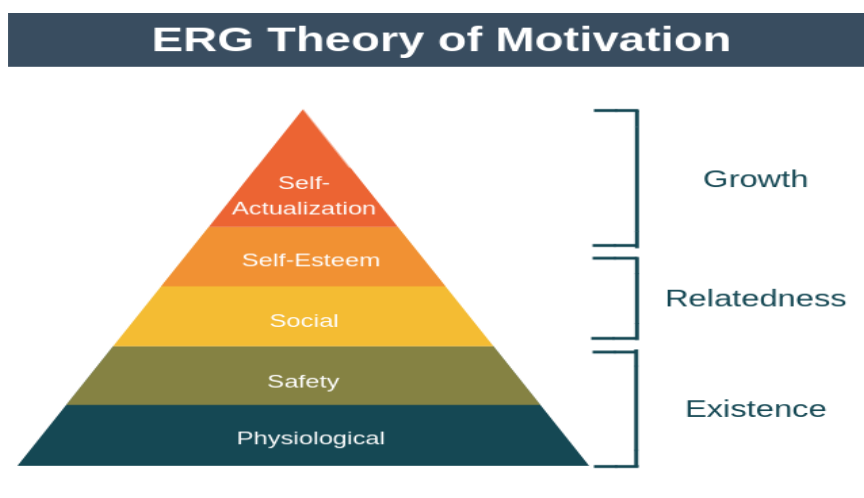 ERG Theory of Motivation
Self-
Actualization
Self-Esteem
Social
Safety
Physiological
Growth
Relatedness
Existence